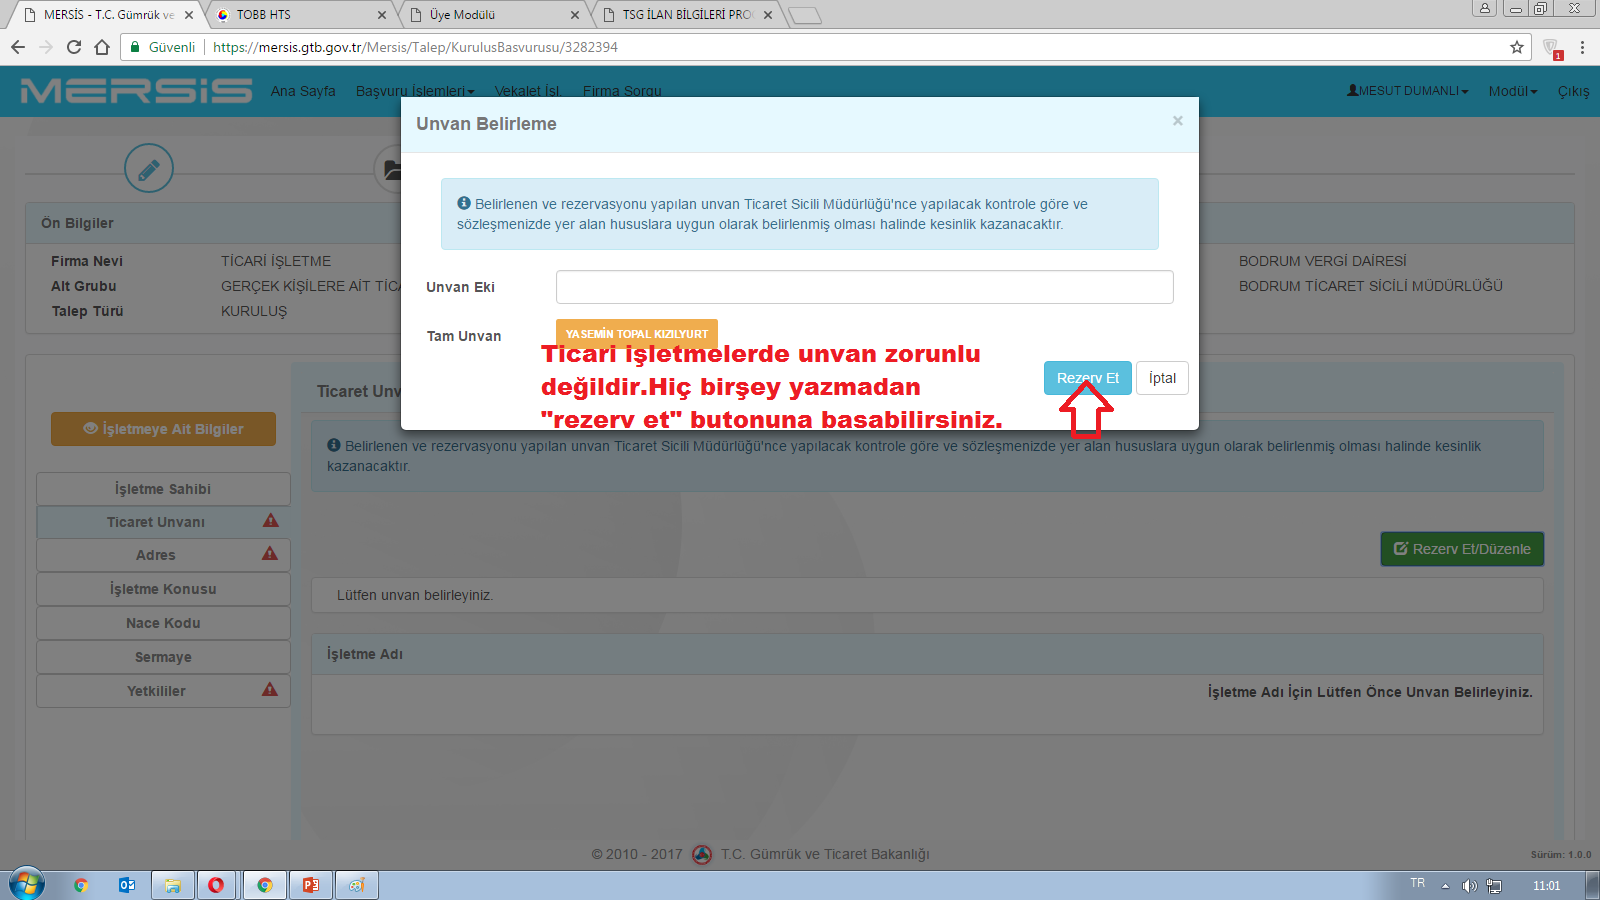 MERSİS - T.C. Gümrük ve
TOBB HTS
Üye Modülü
TSG İLAN BİLGİLERİ PRO
Güvenli
https://mersis.gtb.gov.tr/Mersis/Talep/KurulusBasvurusu/3282394
1
MERSİS
Ana Sayfa
Başvuru İşlemleri
Vekalet İşl.
Firma Sorgu
MESUT DUMANLI
Modül
Çıkış
Unvan Belirleme
×
Belirlenen ve rezervasyonu yapılan unvan Ticaret Sicili Müdürlüğü'nce yapılacak kontrole göre ve
sözleşmenizde yer alan hususlara uygun olarak belirlenmiş olması halinde kesinlik kazanacaktır.
Unvan Eki
Tam Unvan
YASEMİN TOPAL KIZILYURT
Ticari işletmelerde unvan zorunlu
değildir.Hiç birşey yazmadan
"rezerv et" butonuna basabilirsiniz.
Rezerv Et
İptal
Ön Bilgiler
Firma Nevi
TİCARİ İŞLETME
BODRUM VERGİ DAİRESİ
Alt Grubu
GERÇEK KİŞİLERE AİT TİCA
BODRUM TİCARET SİCİLİ MÜDÜRLÜĞÜ
Talep Türü
KURULUŞ
İşletmeye Ait Bilgiler
İşletme Sahibi
Ticaret Unvanı
Adres
İşletme Konusu
Nace Kodu
Sermaye
Yetkililer
Ticaret Unv
Belirlenen ve rezervasyonu yapılan unvan Ticaret Sicili Müdürlüğü'nce yapılacak kontrole göre ve sözleşmenizde yer alan hususlara uygun olarak belirlenmiş olması halinde kesinlik
kazanacaktır.
Rezerv Et/Düzenle
Lütfen unvan belirleyiniz.
İşletme Adı
İşletme Adı İçin Lütfen Önce Unvan Belirleyiniz.
© 2010 - 2017 T.C. Gümrük ve Ticaret Bakanlığı
Sürüm: 1.0.0
TR
11:01